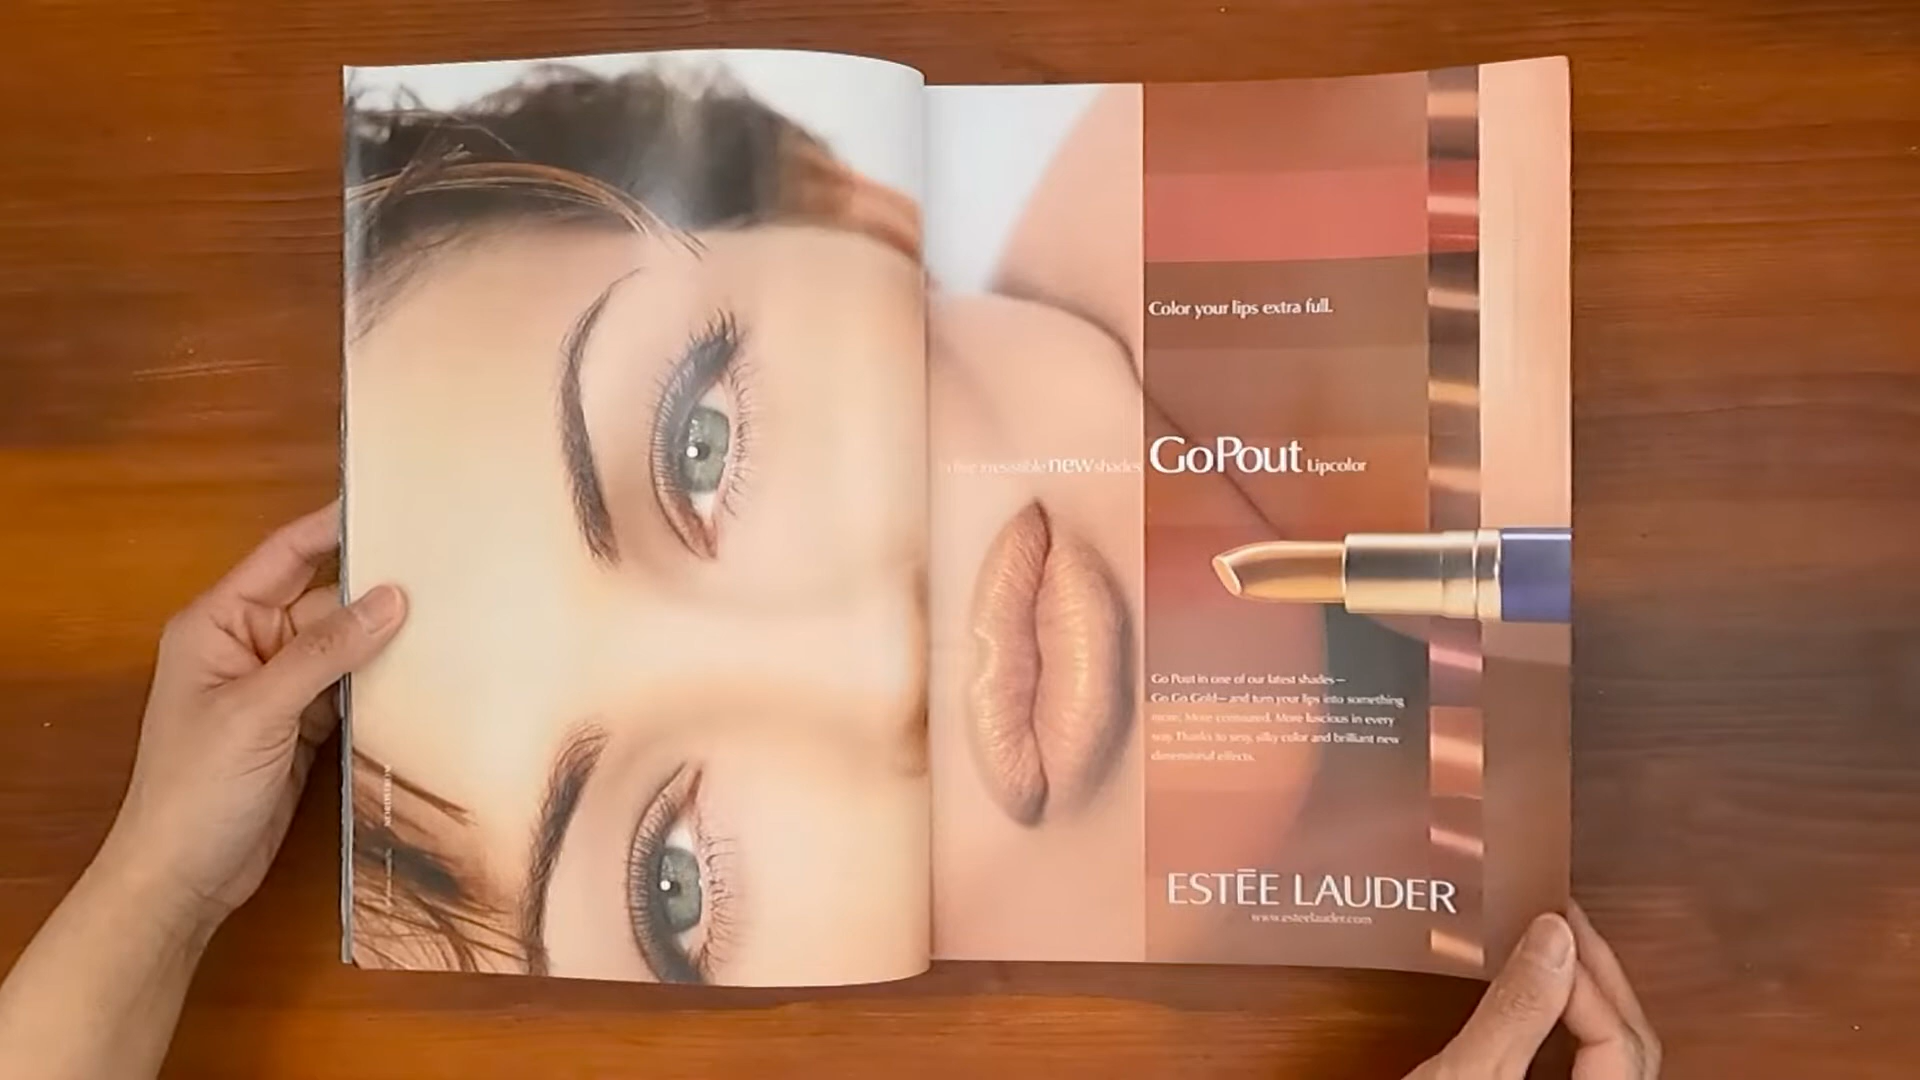 Color your lips extra full.
irresistible new shades
GoPout Lipcolor
Go Pout in one of our latest shades—
Go Go Gold—and turn your lips into something
more. More contoured. More luscious in every
way. Thanks to sexy, silky color and brilliant new
dimensional effects.
ESTĒE LAUDER
www.esteelauder.com